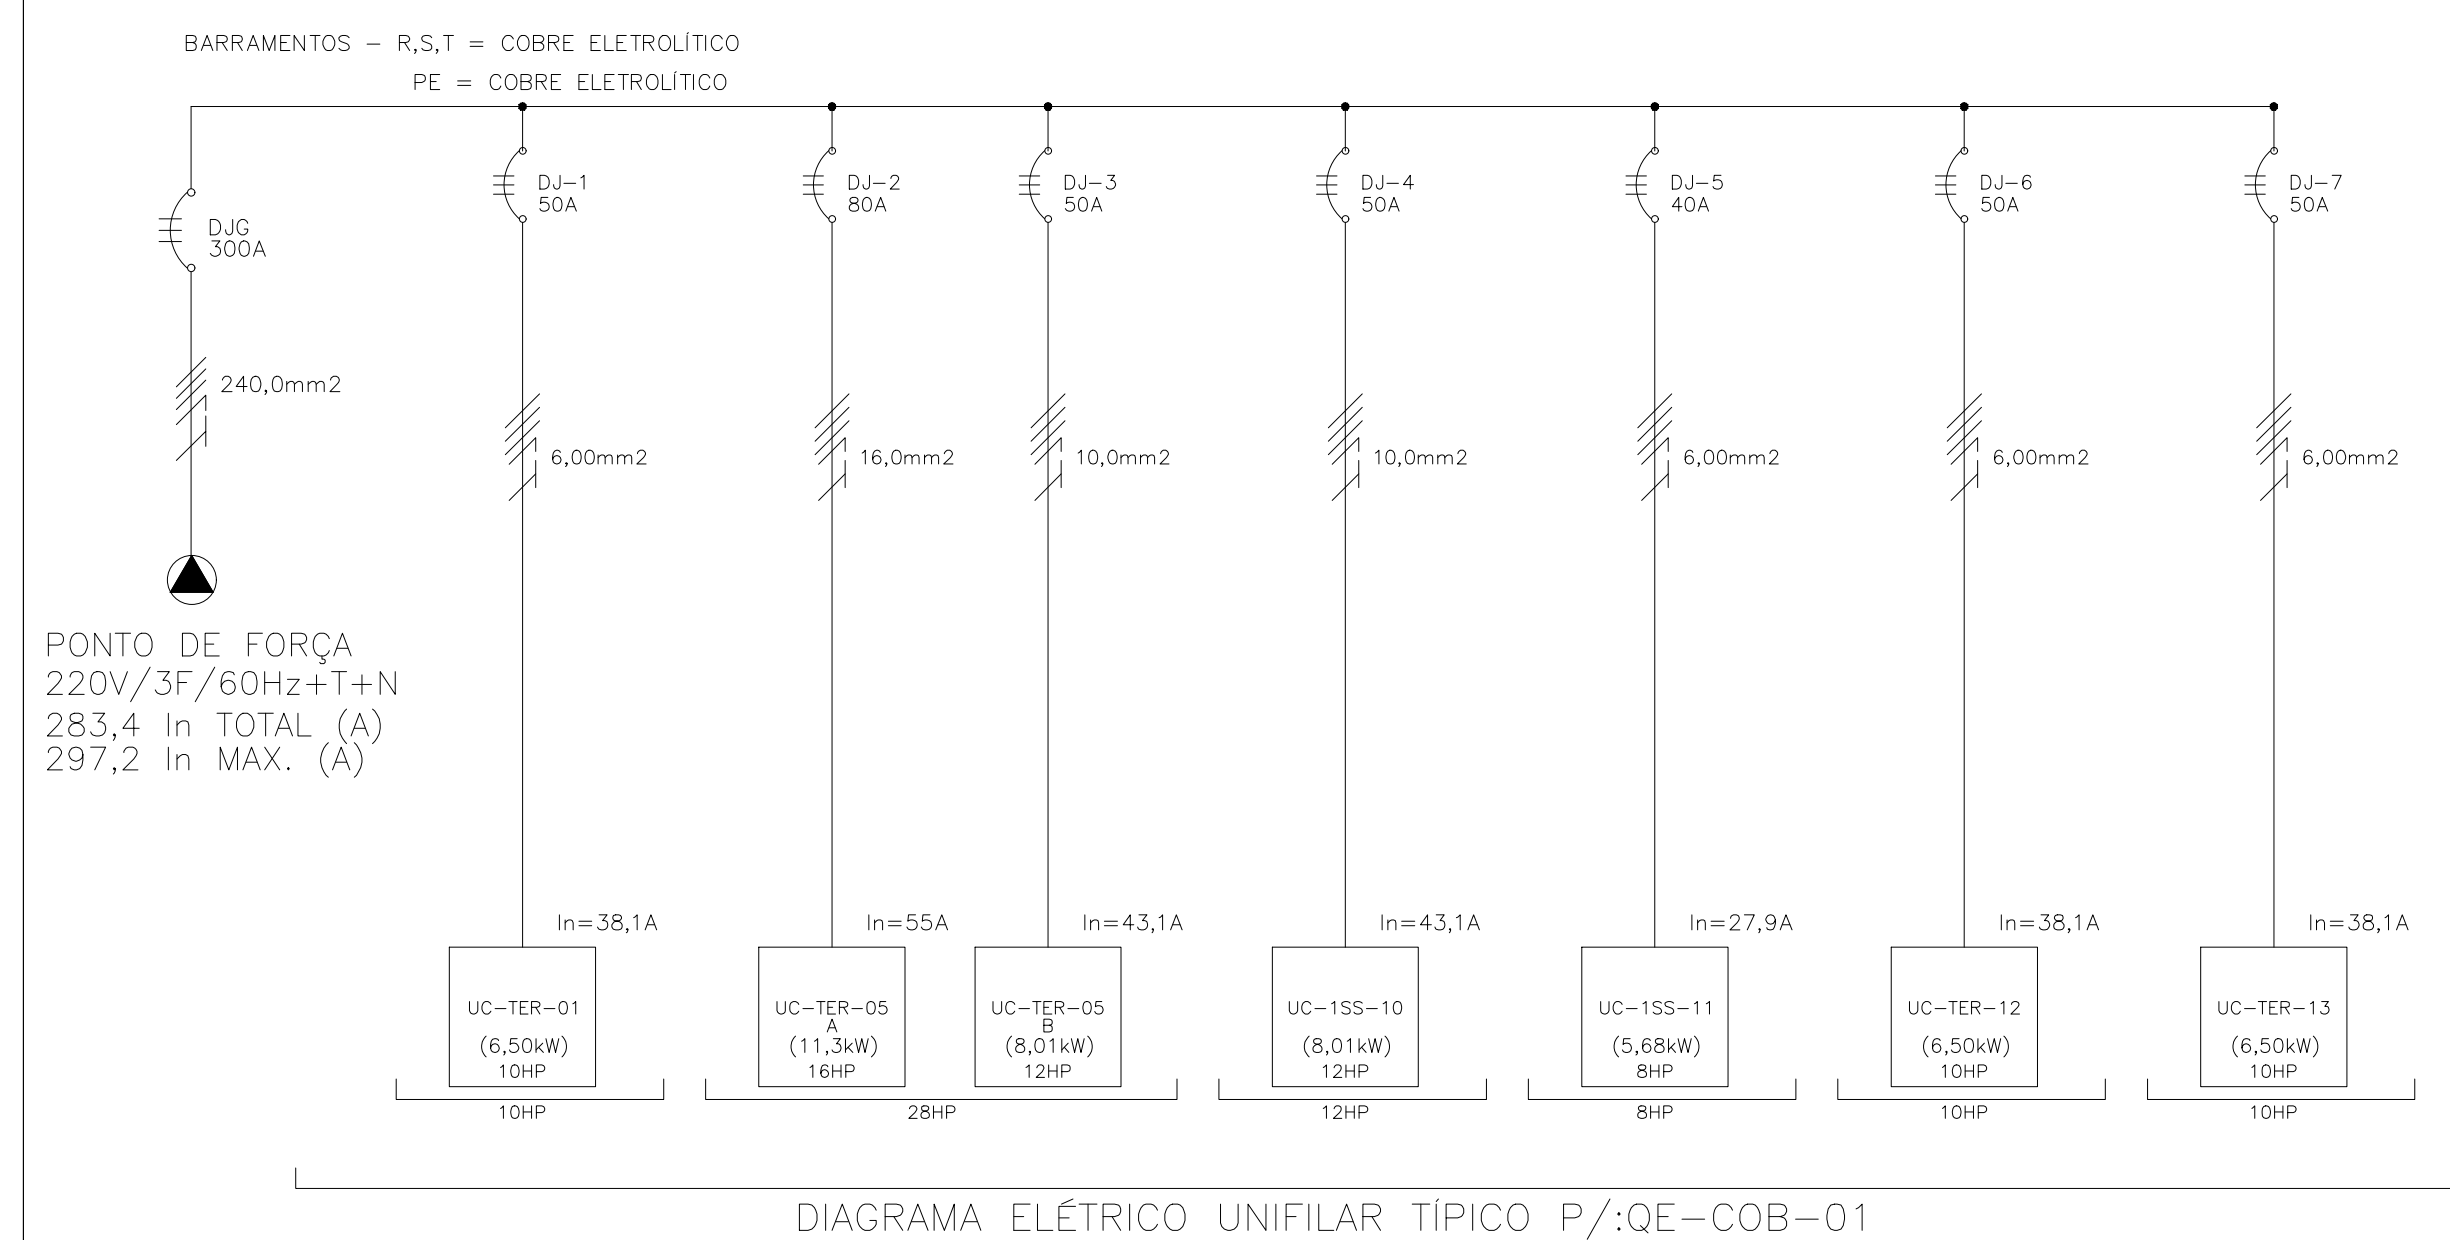 BARRAMENTOS - R,S,T = COBRE ELETROLÍTICO
PE = COBRE ELETROLÍTICO
DJG
300A
240,0mm2
PONTO DE FORÇA
220V/3F/60Hz+T+N
283,4 In TOTAL (A)
297,2 In MAX. (A)
DJ-1
50A
6,00mm2
In=38,1A
UC-TER-01
(6,50kW)
10HP
10HP
DJ-2
80A
16,0mm2
In=55A
UC-TER-05
A
(11,3kW)
16HP
DJ-3
50A
10,0mm2
In=43,1A
UC-TER-05
B
(8,01kW)
12HP
28HP
DJ-4
50A
10,0mm2
In=43,1A
UC-1SS-10
(8,01kW)
12HP
12HP
DJ-5
40A
6,00mm2
In=27,9A
UC-1SS-11
(5,68kW)
8HP
8HP
DJ-6
50A
6,00mm2
In=38,1A
UC-TER-12
(6,50kW)
10HP
10HP
DJ-7
50A
6,00mm2
In=38,1A
UC-TER-13
(6,50kW)
10HP
10HP
DIAGRAMA ELÉTRICO UNIFILAR TÍPICO P/:QE-COB-01